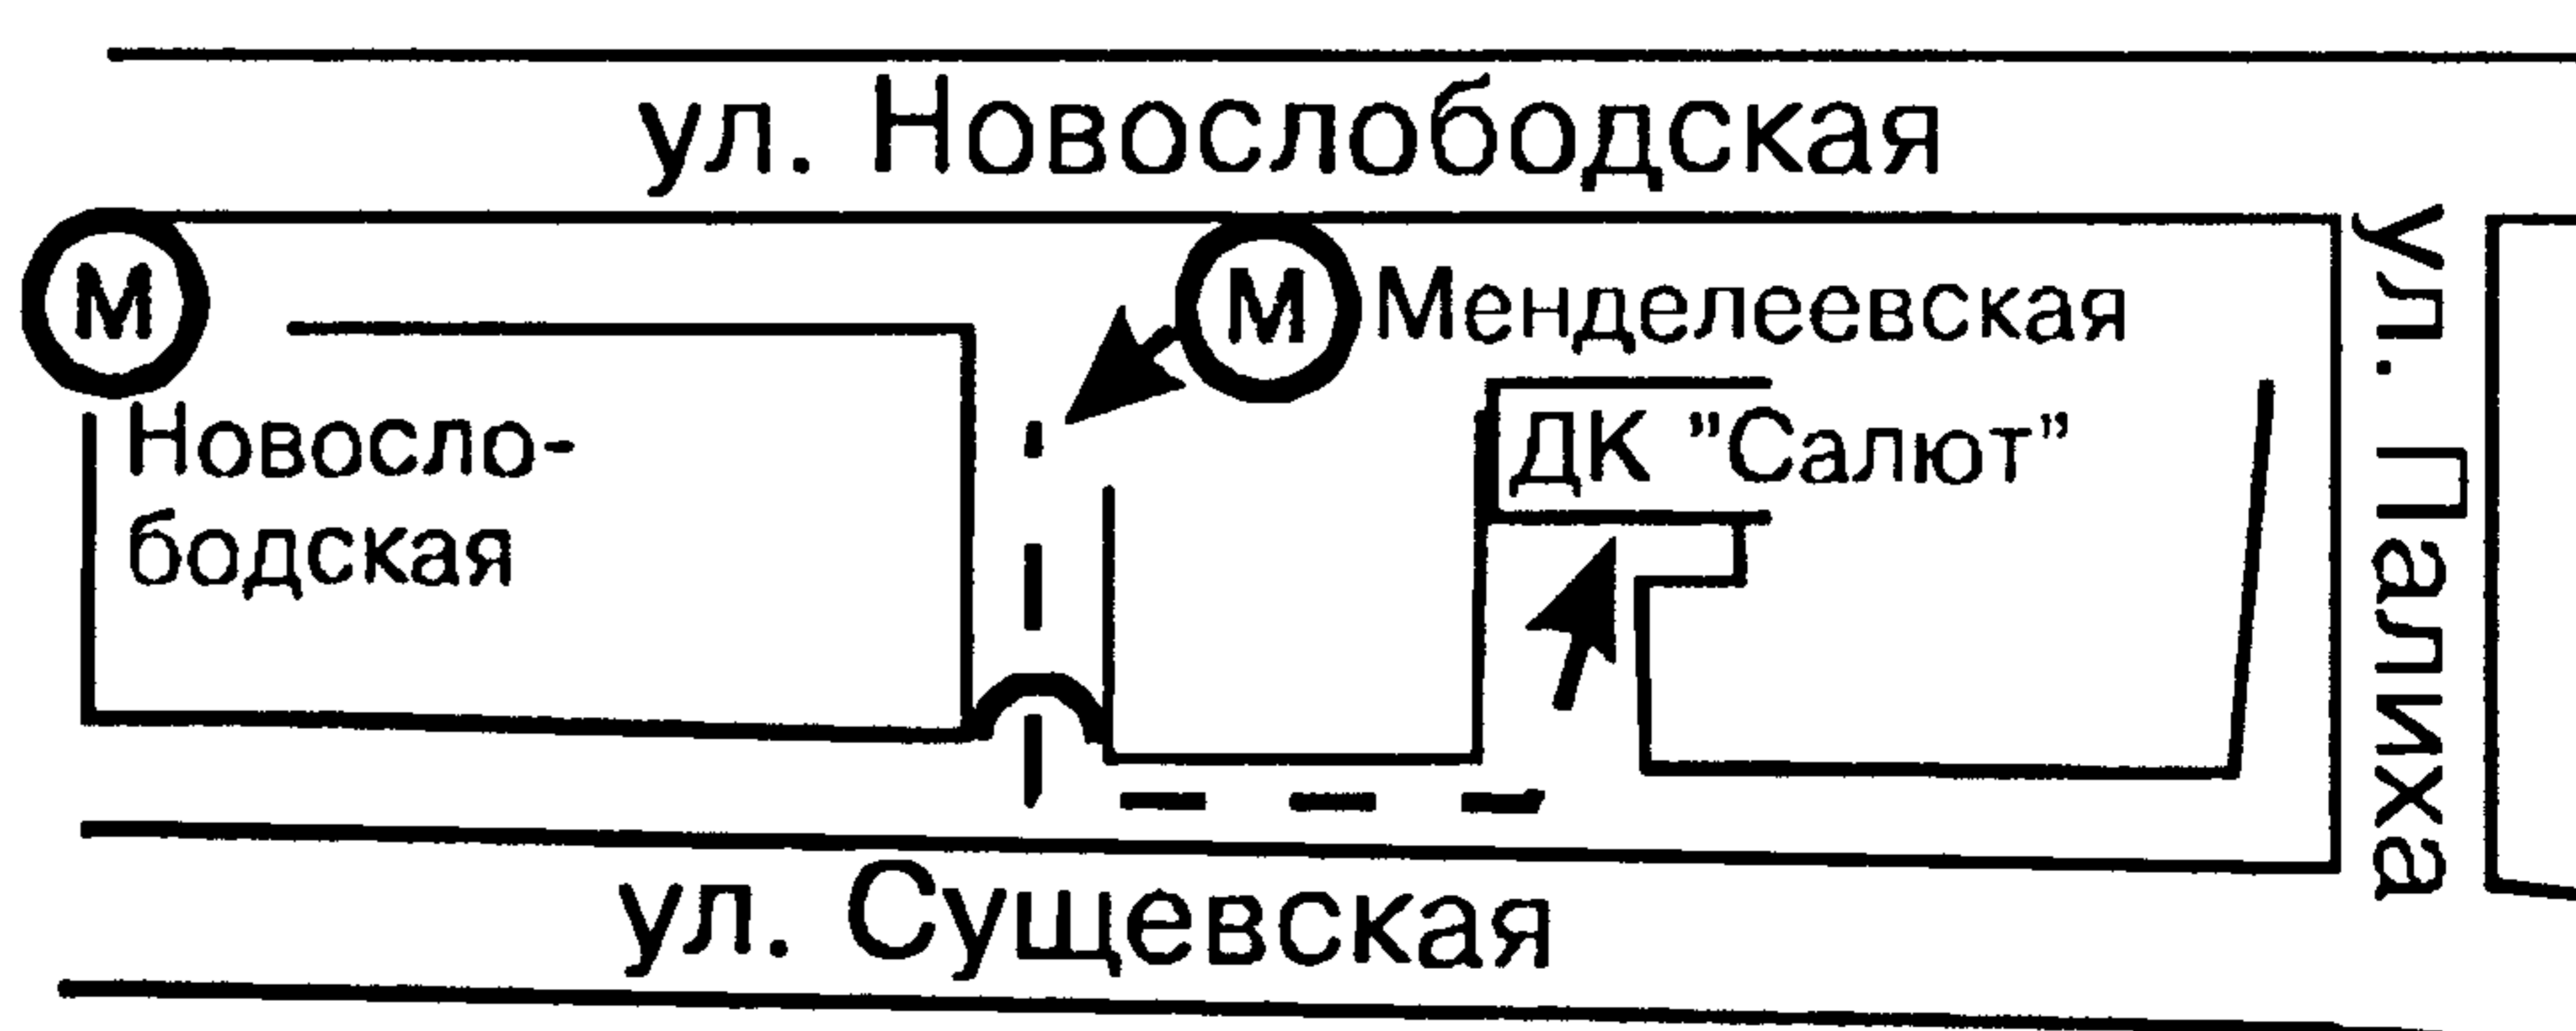 ул. Новослободская
М
М Менделеевская
Новосло-
бодская
ДК "Салют"
ул. Палиха
ул. Сущевская